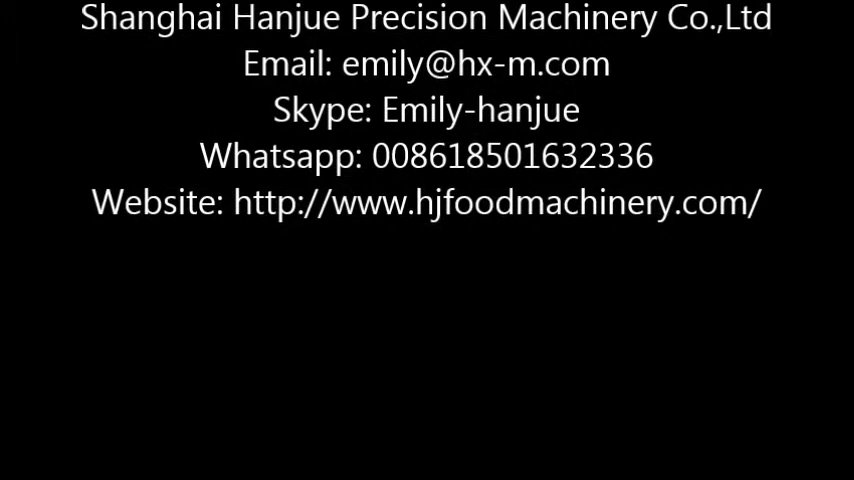 Shanghai Hanjue Precision Machinery Co.,Ltd
Email: emily@hx-m.com
Skype: Emily-hanjue
Whatsapp: 008618501632336
Website: http://www.hjfoodmachinery.com/